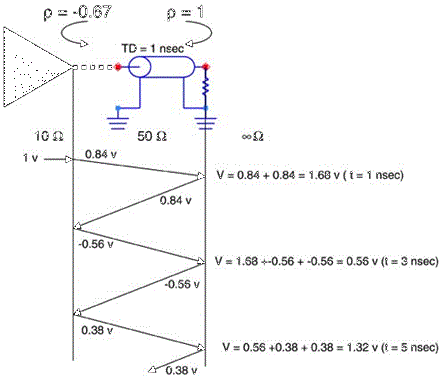 ρ = -0.67 ρ = 1
TD = 1 nsec
10 Ω 50 Ω ∞Ω
1 v 0.84 v
V = 0.84 + 0.84 = 1.68 v ( t = 1 nsec)
0.84 v
-0.56 v
V = 1.68 +-0.56 + -0.56 = 0.56 v (t = 3 nsec)
-0.56 v
0.38 v
V = 0.56 +0.38 + 0.38 = 1.32 v (t = 5 nsec)
0.38 v